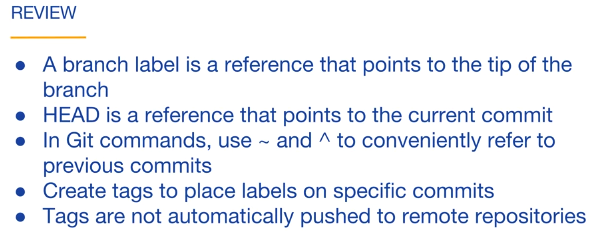 REVIEW
● A branch label is a reference that points to the tip of the
branch
● HEAD is a reference that points to the current commit
● In Git commands, use ~ and ^ to conveniently refer to
previous commits
● Create tags to place labels on specific commits
● Tags are not automatically pushed to remote repositories